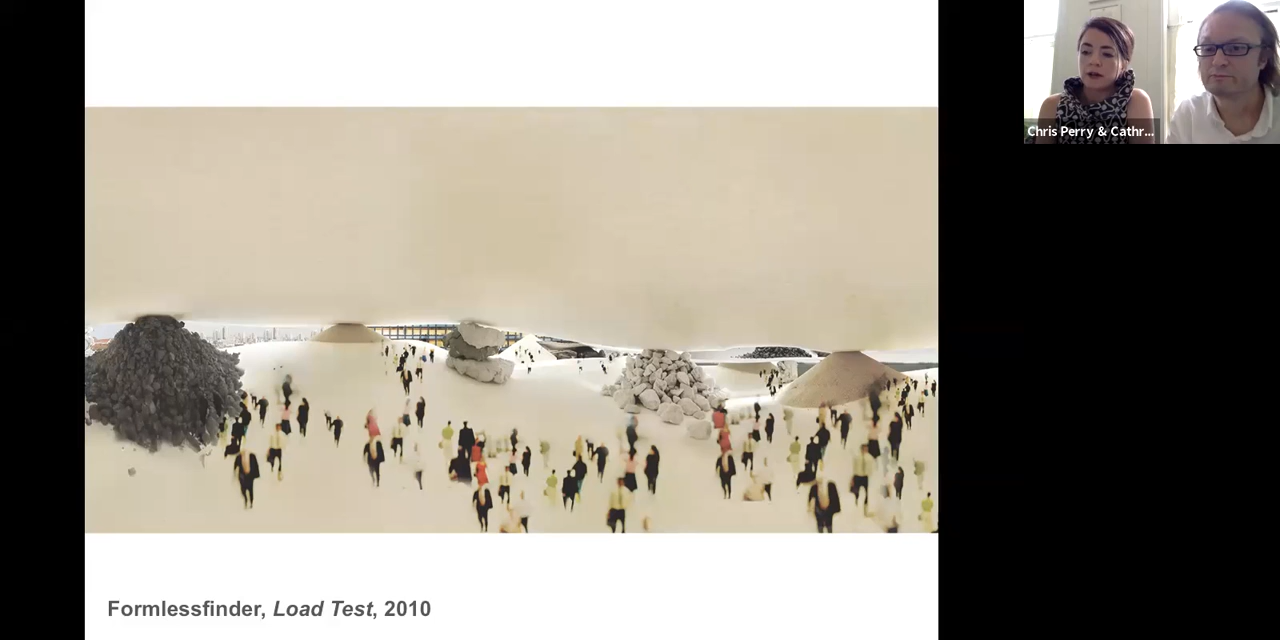 Chris Perry & Cathr...
Formlessfinder, Load Test, 2010